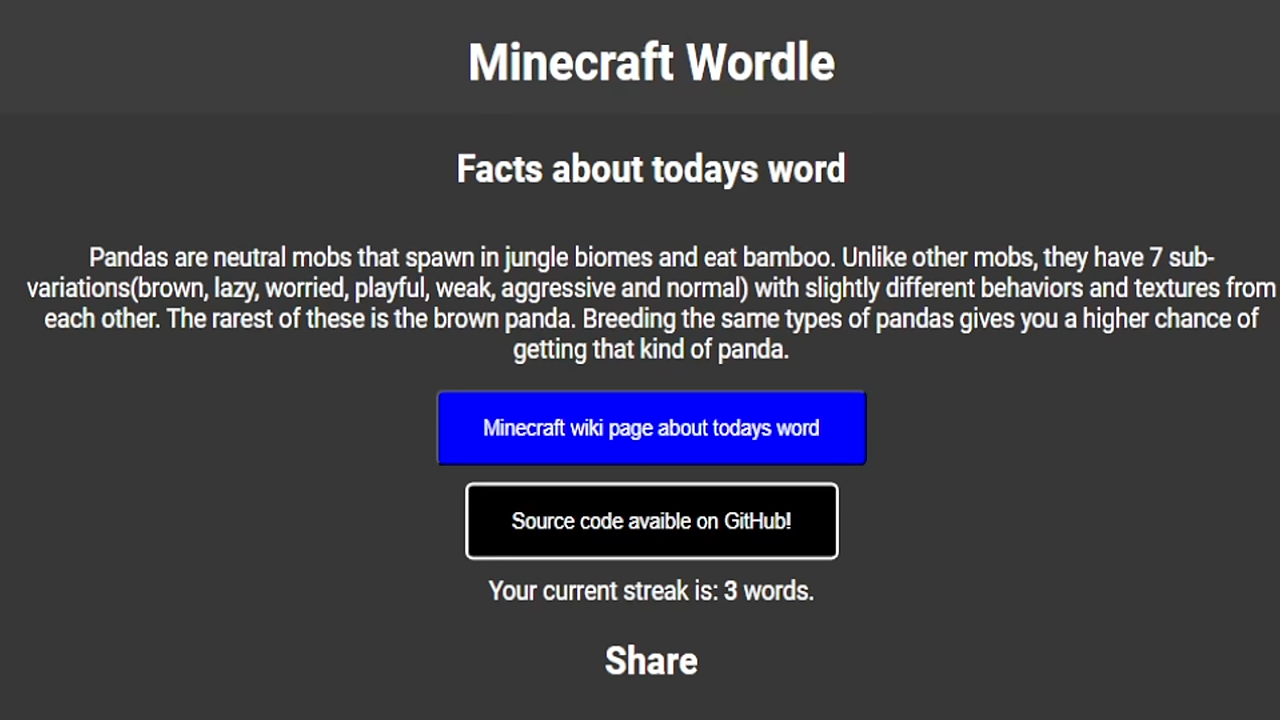 Minecraft Wordle
Facts about todays word
Pandas are neutral mobs that spawn in jungle biomes and eat bamboo. Unlike other mobs, they have 7 sub-
variations(brown, lazy, worried, playful, weak, aggressive and normal) with slightly different behaviors and textures from
each other. The rarest of these is the brown panda. Breeding the same types of pandas gives you a higher chance of
getting that kind of panda.
Minecraft wiki page about todays word
Source code avaible on GitHub!
Your current streak is: 3 words.
Share